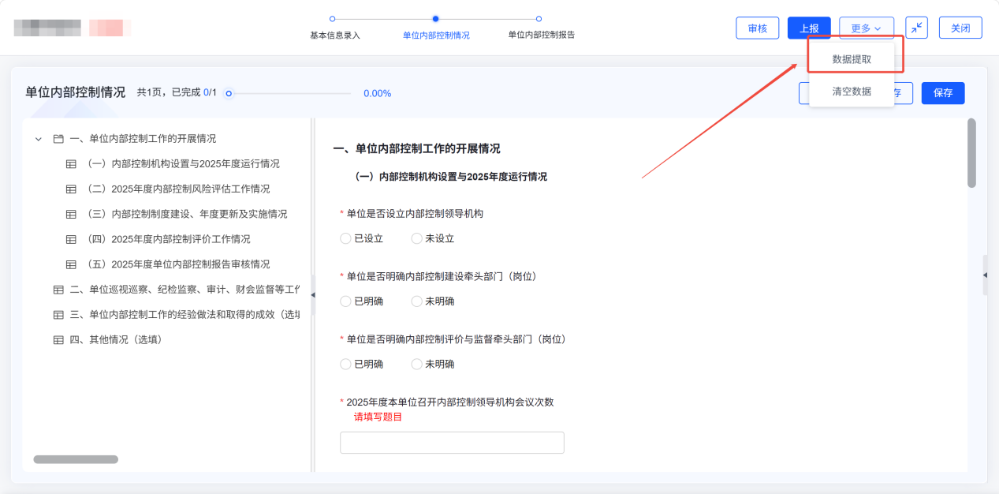 基本信息录入
单位内部控制情况
单位内部控制报告
审核
上报
更多
关闭
数据提取
清空数据
单位内部控制情况
共1页，已完成 0/1
0.00%
存
保存
一、单位内部控制工作的开展情况
（一）内部控制机构设置与2025年度运行情况
（二）2025年度内部控制风险评估工作情况
（三）内部控制制度建设、年度更新及实施情况
（四）2025年度内部控制评价工作情况
（五）2025年度单位内部控制报告审核情况
二、单位巡视巡察、纪检监察、审计、财会监督等工作
三、单位内部控制工作的经验做法和取得的成效（选填
四、其他情况（选填）
一、单位内部控制工作的开展情况
（一）内部控制机构设置与2025年度运行情况
* 单位是否设立内部控制领导机构
已设立 未设立
* 单位是否明确内部控制建设牵头部门（岗位）
已明确 未明确
* 单位是否明确内部控制评价与监督牵头部门（岗位）
已明确 未明确
* 2025年度本单位召开内部控制领导机构会议次数
请填写题目